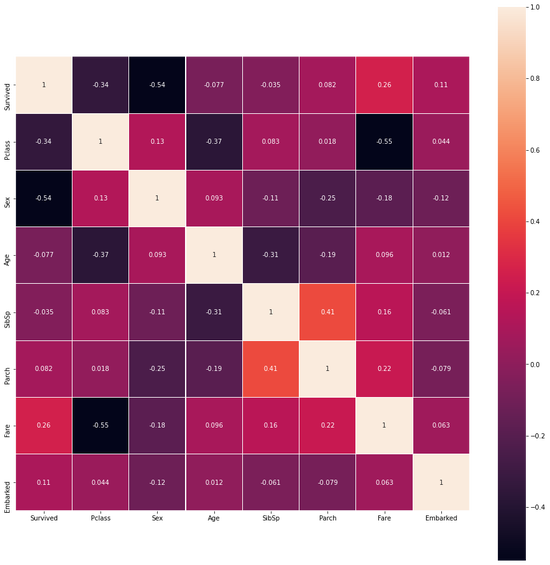 1.0
Survived 1 -0.34 -0.54 -0.077 -0.035 0.082 0.26 0.11
0.8
Pclass -0.34 1 0.13 -0.37 0.083 0.018 -0.55 0.044
0.6
Sex -0.54 0.13 1 0.093 -0.11 -0.25 -0.18 -0.12
0.4
Age -0.077 -0.37 0.093 1 -0.31 -0.19 0.096 0.012
0.2
SibSp -0.035 0.083 -0.11 -0.31 1 0.41 0.16 -0.061
0.0
Parch 0.082 0.018 -0.25 -0.19 0.41 1 0.22 -0.079
Fare 0.26 -0.55 -0.18 0.096 0.16 0.22 1 0.063
-0.2
Embarked 0.11 0.044 -0.12 0.012 -0.061 -0.079 0.063 1
-0.4
Survived Pclass Sex Age SibSp Parch Fare Embarked